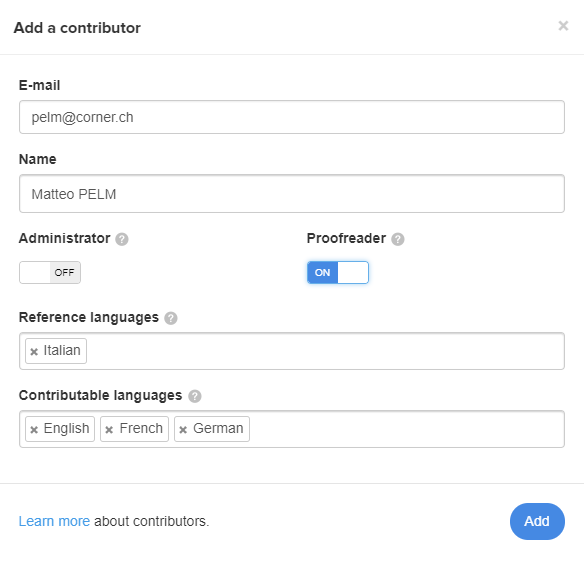 Add a contributor ×
E-mail
pelm@corner.ch
Name
Matteo PELM
Administrator ? Proofreader ?
OFF ON
Reference languages ?
× Italian
Contributable languages ?
× English × French × German
Learn more about contributors. Add